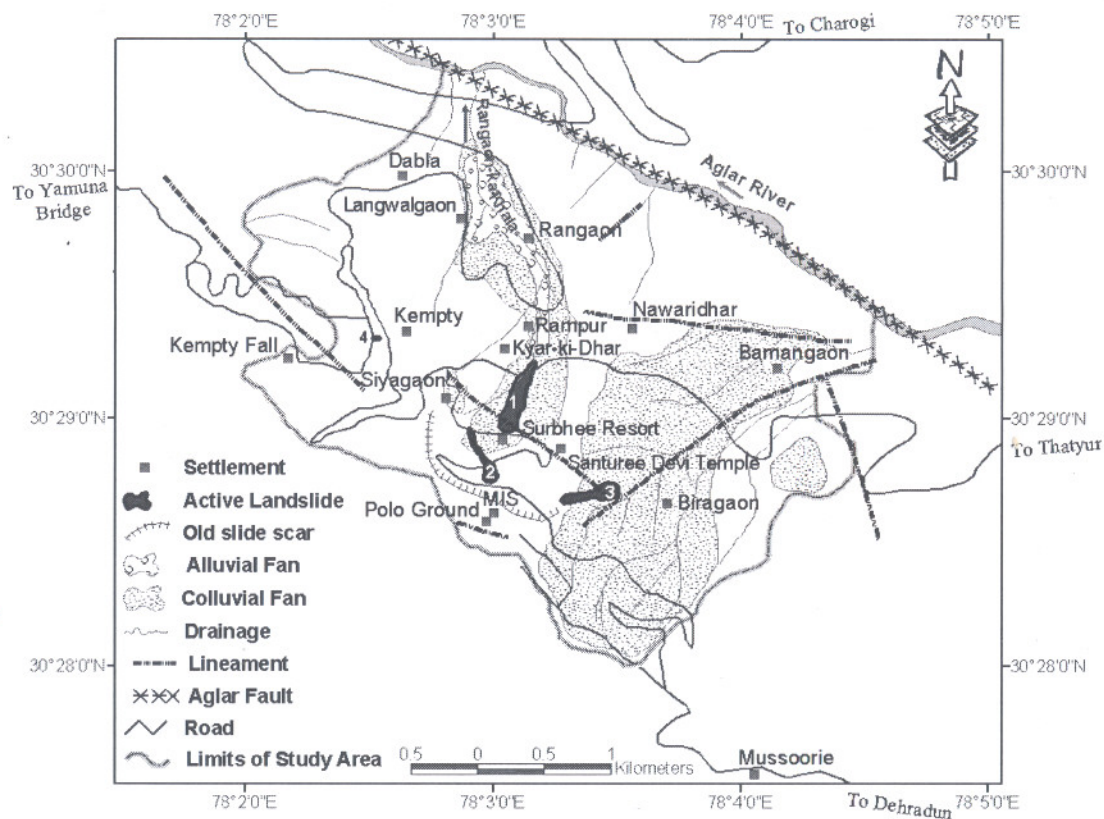 78°2'0"E
78°3'0"E
78°4'0"E
78°5'0"E
To Charogi
N
30°30'0"N
30°30'0"N
To Yamuna
Bridge
Dabla
Langwalgaon
Rangaon
Aglar River
Kempty
Rampur
Nawaridhar
4
Kempty Fall
Kyar-ki-Dhar
Bamangaon
Siyagaon
1
30°29'0"N
30°29'0"N
Surbhee Resort
To Thatyur
Santuree Devi Temple
2
3
MIS
Polo Ground
Biragaon
Settlement
Active Landslide
Old slide scar
Alluvial Fan
Colluvial Fan
Drainage
Lineament
Aglar Fault
Road
Limits of Study Area
30°28'0"N
30°28'0"N
0.5 0 0.5 1
Kilometers
Mussoorie
To Dehradun
78°2'0"E
78°3'0"E
78°4'0"E
78°5'0"E